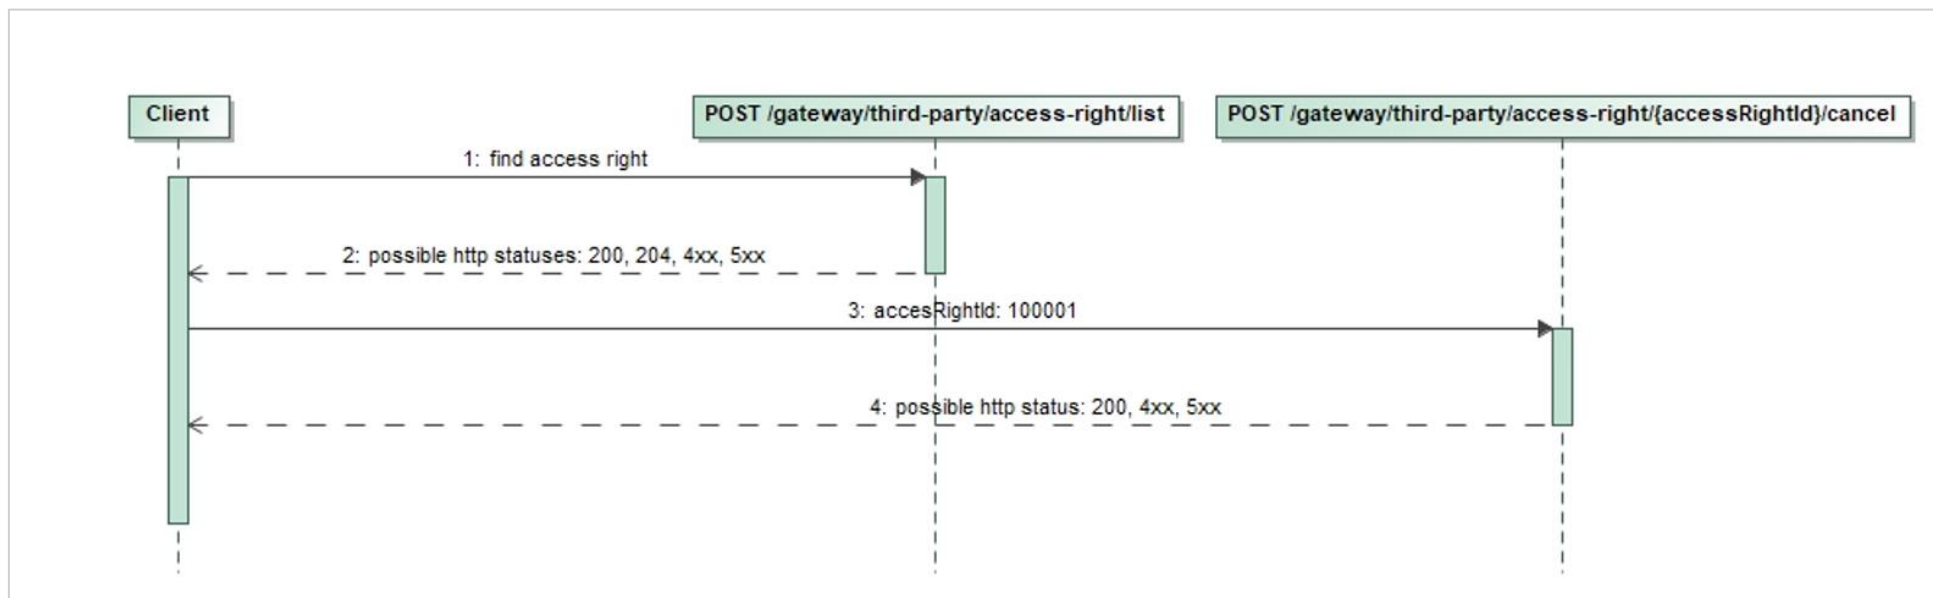 Client
POST /gateway/third-party/access-right/list
POST /gateway/third-party/access-right/{accessRightId}/cancel
1: find access right
2: possible http statuses: 200, 204, 4xx, 5xx
3: accesRightId: 100001
4: possible http status: 200, 4xx, 5xx